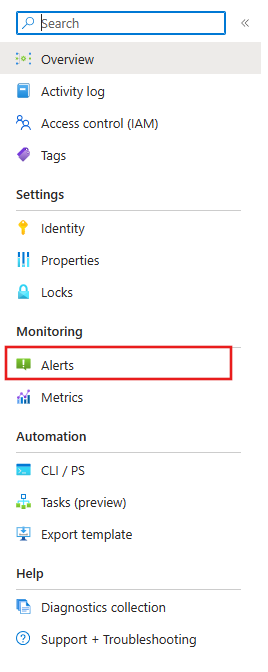 Search
Overview
Activity log
Access control (IAM)
Tags
Settings
Identity
Properties
Locks
Monitoring
Alerts
Metrics
Automation
CLI / PS
Tasks (preview)
Export template
Help
Diagnostics collection
Support + Troubleshooting